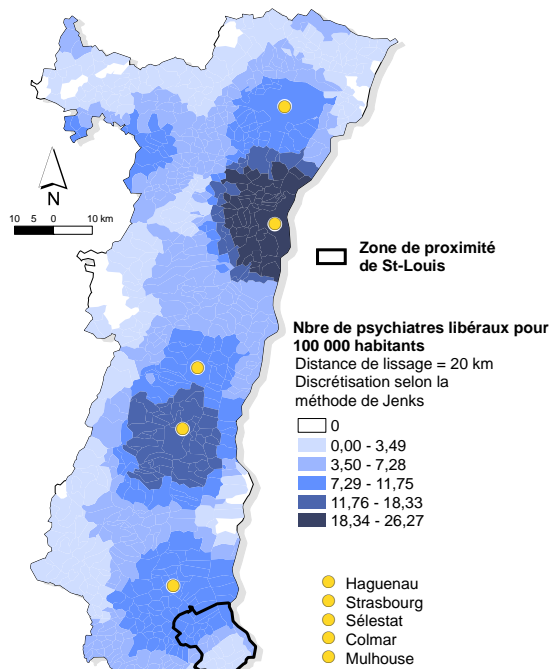 N
10 5 0 10 km
Zone de proximité
de St-Louis
Nbre de psychiatres libéraux pour
100 000 habitants
Distance de lissage = 20 km
Discrétisation selon la
méthode de Jenks
0
0,00 - 3,49
3,50 - 7,28
7,29 - 11,75
11,76 - 18,33
18,34 - 26,27
Haguenau
Strasbourg
Sélestat
Colmar
Mulhouse